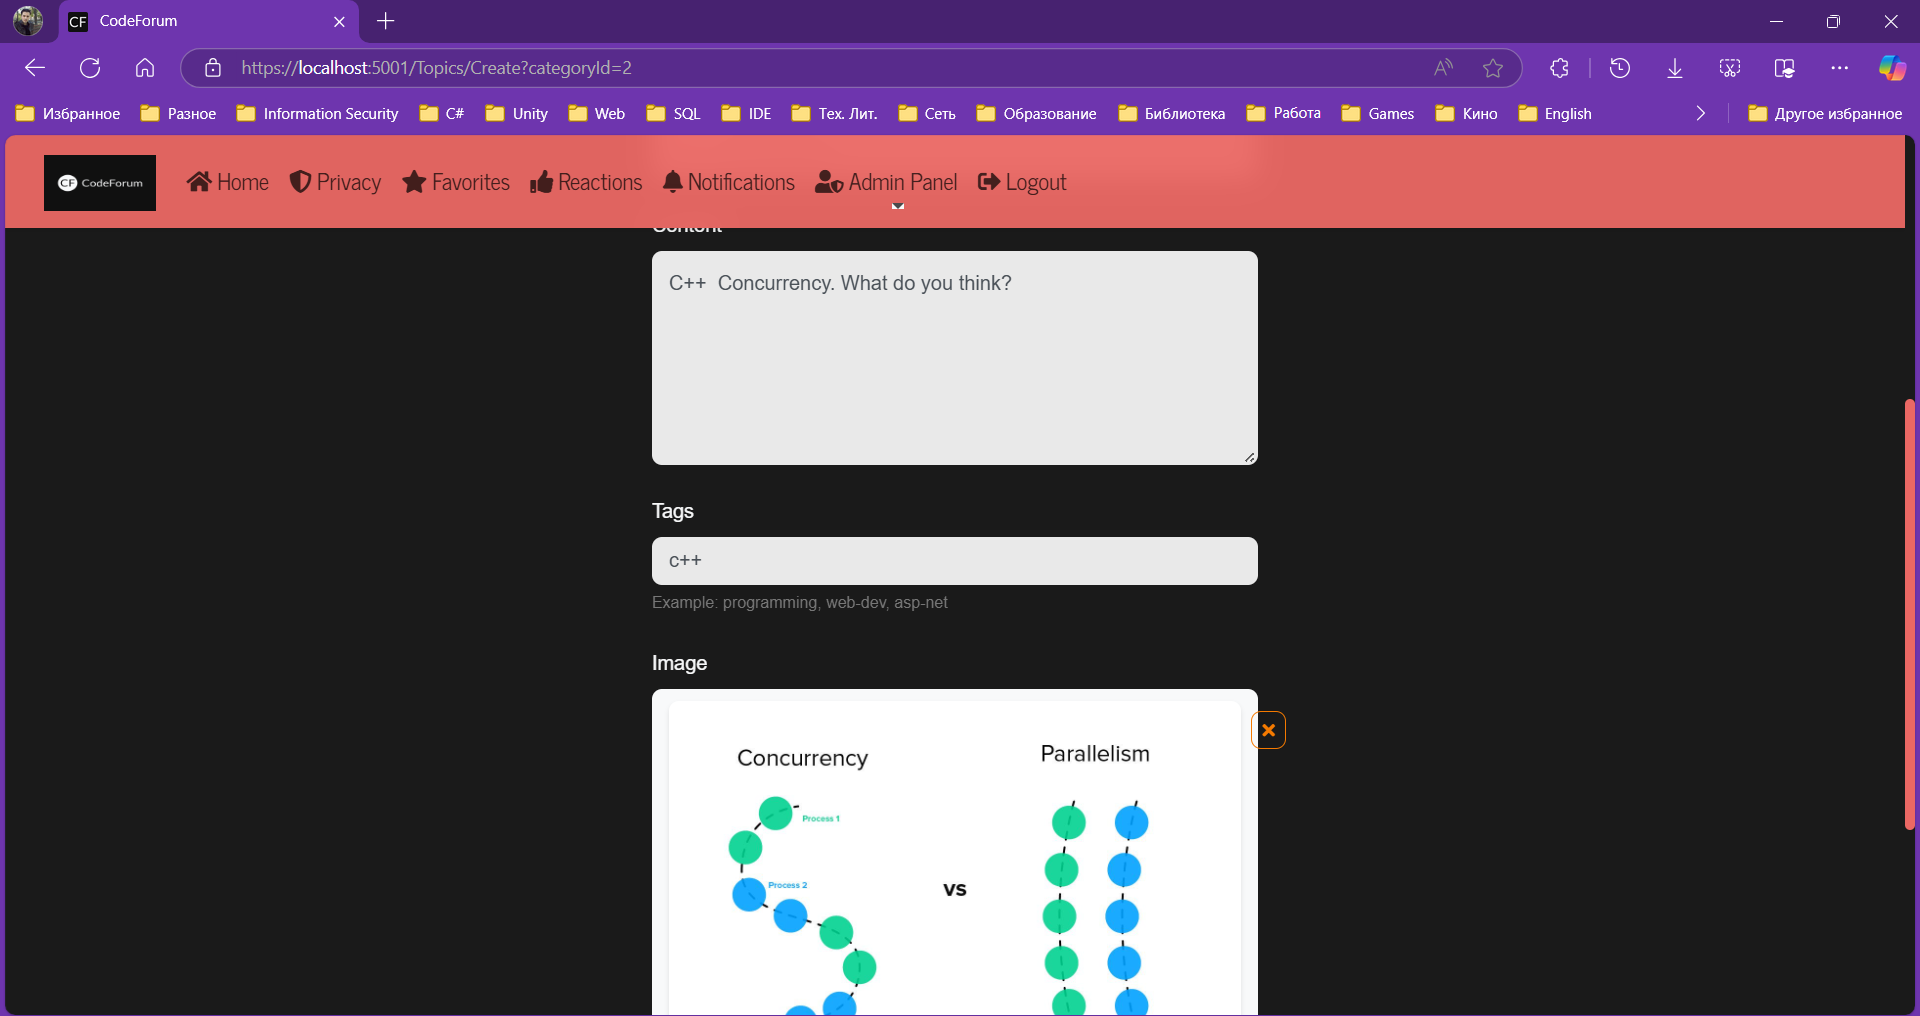 CF CodeForum
https://localhost:5001/Topics/Create?categoryId=2
Избранное Разное Information Security C# Unity Web SQL IDE Тех. Лит. Сеть Образование Библиотека Работа Games Кино English Другое избранное
CF CodeForum Home Privacy Favorites Reactions Notifications Admin Panel Logout
Content
C++  Concurrency. What do you think?
Tags
c++
Example: programming, web-dev, asp-net
Image
Concurrency Parallelism
Process 1
Process 2
vs